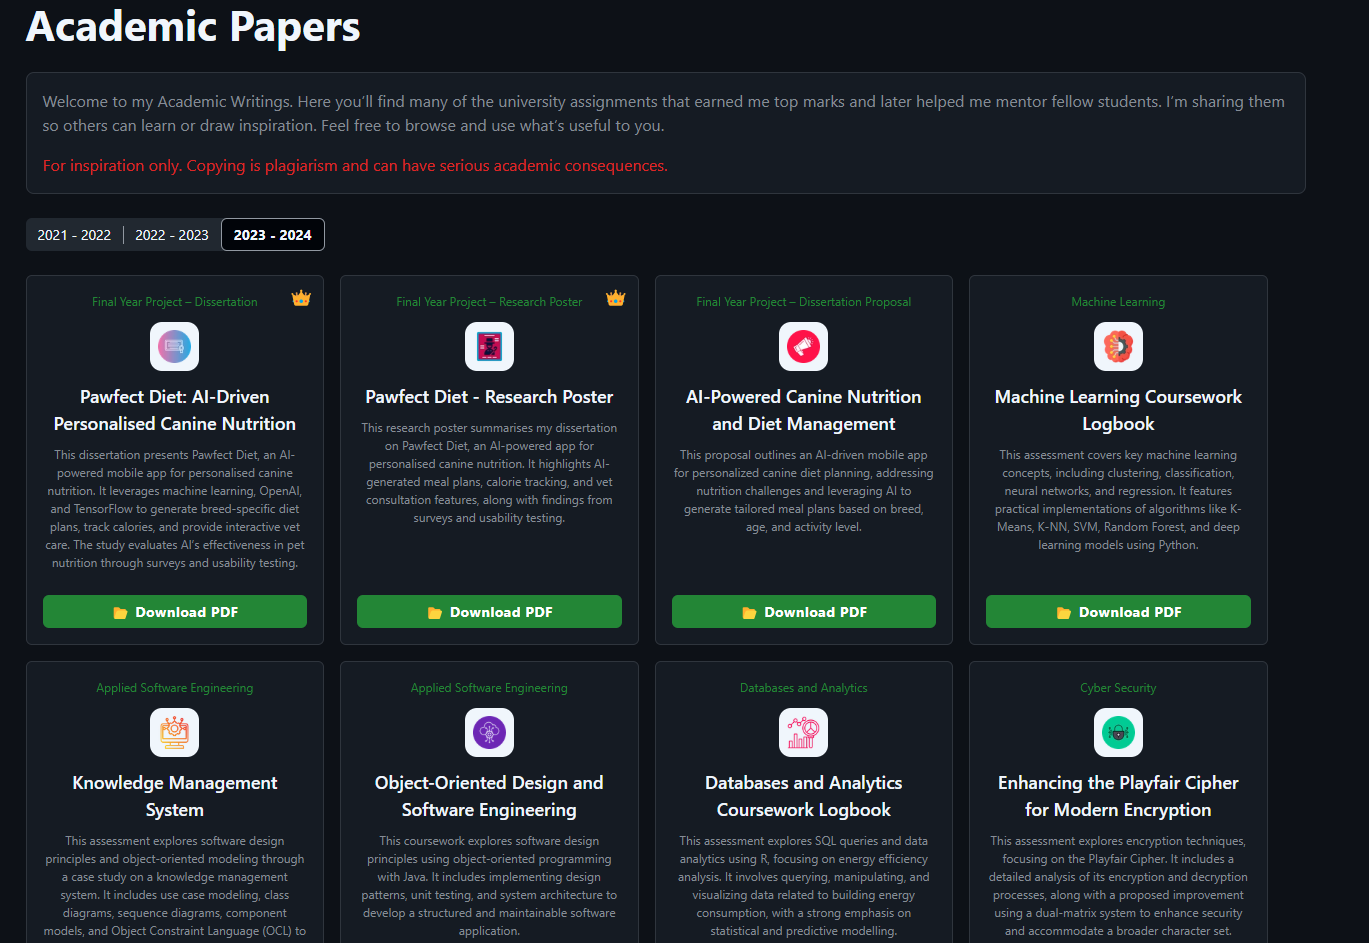 Academic Papers
Welcome to my Academic Writings. Here you'll find many of the university assignments that earned me top marks and later helped me mentor fellow students. I'm sharing them
so others can learn or draw inspiration. Feel free to browse and use what's useful to you.
For inspiration only. Copying is plagiarism and can have serious academic consequences.
2021 - 2022
2022 - 2023
2023 - 2024
Final Year Project – Dissertation
Pawfect Diet: AI-Driven
Personalised Canine Nutrition
This dissertation presents Pawfect Diet, an AI-
powered mobile app for personalised canine
nutrition. It leverages machine learning, OpenAI,
and TensorFlow to generate breed-specific diet
plans, track calories, and provide interactive vet
care. The study evaluates AI's effectiveness in pet
nutrition through surveys and usability testing.
Download PDF
Final Year Project – Research Poster
Pawfect Diet - Research Poster
This research poster summarises my dissertation
on Pawfect Diet, an AI-powered app for
personalised canine nutrition. It highlights AI-
generated meal plans, calorie tracking, and vet
consultation features, along with findings from
surveys and usability testing.
Download PDF
Final Year Project – Dissertation Proposal
AI-Powered Canine Nutrition
and Diet Management
This proposal outlines an AI-driven mobile app
for personalized canine diet planning, addressing
nutrition challenges and leveraging AI to
generate tailored meal plans based on breed,
age, and activity level.
Download PDF
Machine Learning
Machine Learning Coursework
Logbook
This assessment covers key machine learning
concepts, including clustering, classification,
neural networks, and regression. It features
practical implementations of algorithms like K-
Means, K-NN, SVM, Random Forest, and deep
learning models using Python.
Download PDF
Applied Software Engineering
Knowledge Management
System
This assessment explores software design
principles and object-oriented modeling through
a case study on a knowledge management
system. It includes use case modeling, class
diagrams, sequence diagrams, component
models, and Object Constraint Language (OCL) to
Applied Software Engineering
Object-Oriented Design and
Software Engineering
This coursework explores software design
principles using object-oriented programming
with Java. It includes implementing design
patterns, unit testing, and system architecture to
develop a structured and maintainable software
application.
Databases and Analytics
Databases and Analytics
Coursework Logbook
This assessment explores SQL queries and data
analytics using R, focusing on energy efficiency
analysis. It involves querying, manipulating, and
visualizing data related to building energy
consumption, with a strong emphasis on
statistical and predictive modelling.
Cyber Security
Enhancing the Playfair Cipher
for Modern Encryption
This assessment explores encryption techniques,
focusing on the Playfair Cipher. It includes a
detailed analysis of its encryption and decryption
processes, along with a proposed improvement
using a dual-matrix system to enhance security
and accommodate a broader character set.